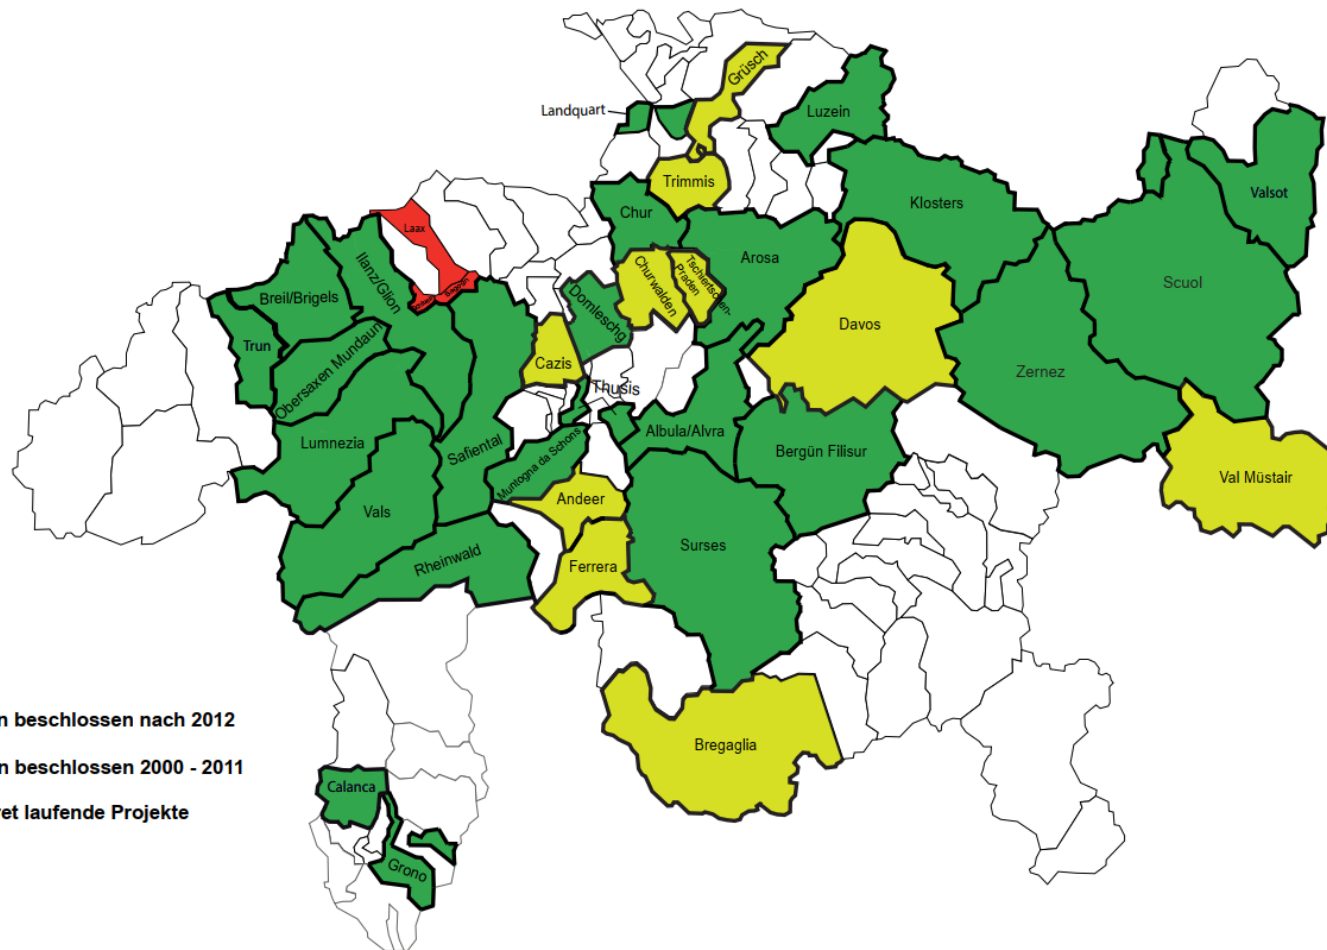 Grüsch
Landquart
Luzein
Trimmis
Valsot
Klosters
Chur
Laax
Arosa
Ilanz/Glion
Churwalden
Tschiertschen-
Praden
Scuol
Sagogn
Breil/Brigels
Domleschg
Davos
Trun
Obersaxen Mundaun
Cazis
Zernez
Thusis
Albula/Alvra
Lumnezia
Safiental
Bergün Filisur
Muntogna da Schons
Val Müstair
Andeer
Vals
Surses
Rheinwald
Ferrera
n beschlossen nach 2012
Bregaglia
n beschlossen 2000 - 2011
Calanca
ret laufende Projekte
Grono